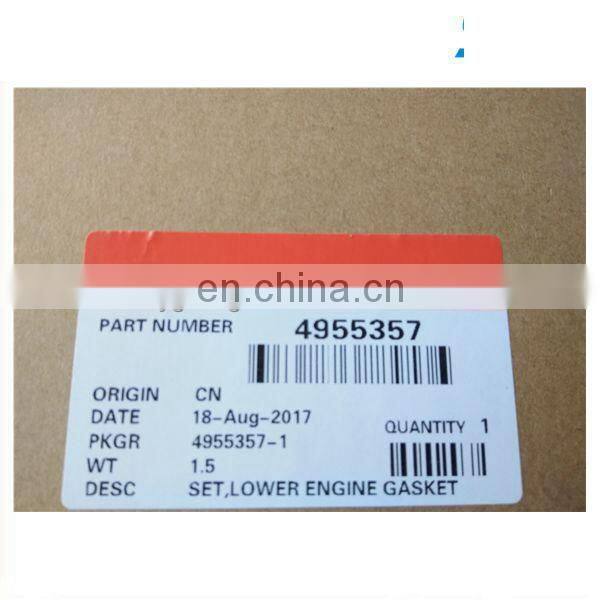 en.china.cn
PART NUMBER 4955357
ORIGIN CN
DATE 18-Aug-2017
QUANTITY 1
PKGR 4955357-1
WT 1.5
DESC SET,LOWER ENGINE GASKET